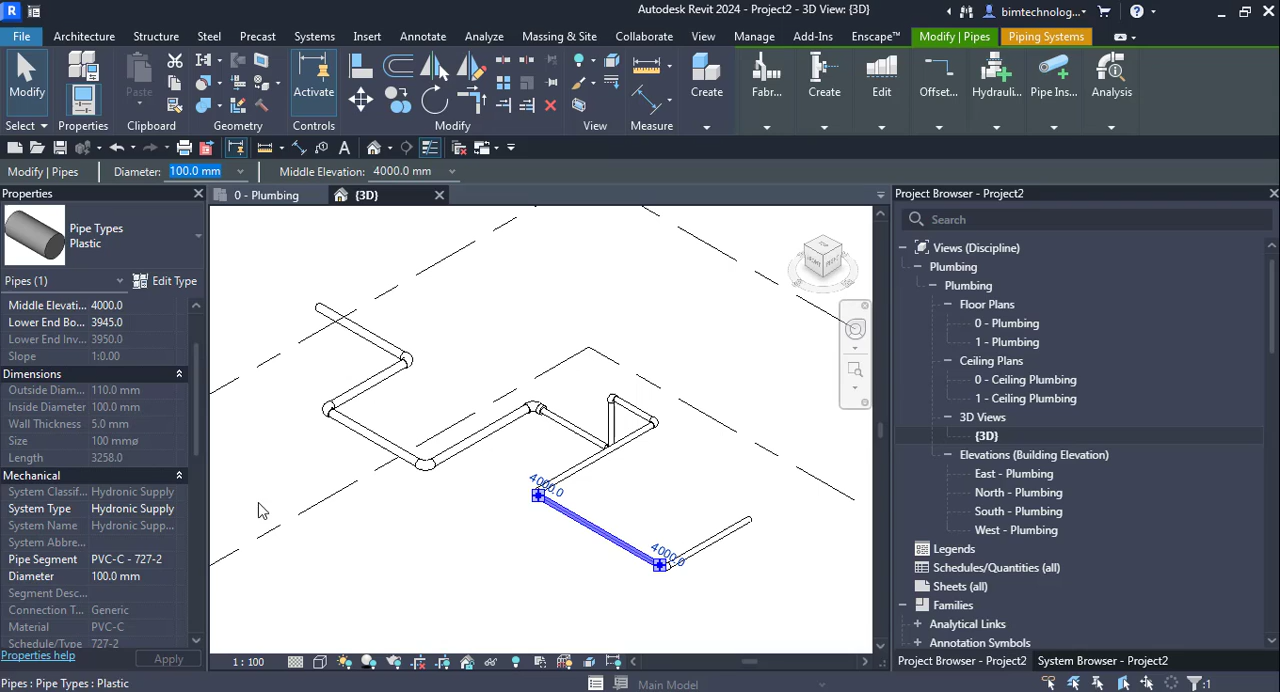 R
Autodesk Revit 2024 - Project2 - 3D View: {3D}
bimtechnolog...
File Architecture Structure Steel Precast Systems Insert Annotate Analyze Massing & Site Collaborate View Manage Add-Ins Enscape™ Modify | Pipes Piping Systems
Modify Paste Activate Create Fabr... Create Edit Offset... Hydrauli... Pipe Ins... Analysis
Select Properties Clipboard Geometry Controls Modify View Measure
Modify | Pipes Diameter: 100.0 mm Middle Elevation: 4000.0 mm
Properties
0 - Plumbing {3D}
Project Browser - Project2
Pipe Types
Plastic
Pipes (1) Edit Type
Middle Elevati... 4000.0
Lower End Bo... 3945.0
Lower End Inv... 3950.0
Slope 1:0.00
Dimensions
Outside Diam... 110.0 mm
Inside Diameter 100.0 mm
Wall Thickness 5.0 mm
Size 100 mmø
Length 3258.0
Mechanical
System Classif... Hydronic Supply
System Type Hydronic Supply
System Name Hydronic Supp...
System Abbre...
Pipe Segment PVC-C - 727-2
Diameter 100.0 mm
Segment Desc...
Connection T... Generic
Material PVC-C
Schedule/Type 727-2
Properties help Apply
4000.0
4000.0
TOP
1 : 100
Search
Views (Discipline)
Plumbing
Plumbing
Floor Plans
0 - Plumbing
1 - Plumbing
Ceiling Plans
0 - Ceiling Plumbing
1 - Ceiling Plumbing
3D Views
{3D}
Elevations (Building Elevation)
East - Plumbing
North - Plumbing
South - Plumbing
West - Plumbing
Legends
Schedules/Quantities (all)
Sheets (all)
Families
Analytical Links
Annotation Symbols
Project Browser - Project2 System Browser - Project2
Pipes : Pipe Types : Plastic
Main Model
:1